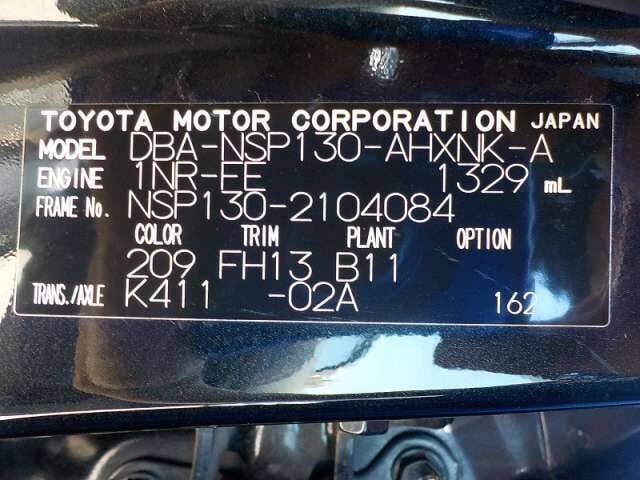 TOYOTA MOTOR CORPORATION JAPAN
MODEL DBA-NSP130-AHXNK-A
ENGINE 1NR-EE 1329 mL
FRAME No. NSP130-2104084
COLOR TRIM PLANT OPTION
209 FH13 B11
TRANS./AXLE K411 -02A 162